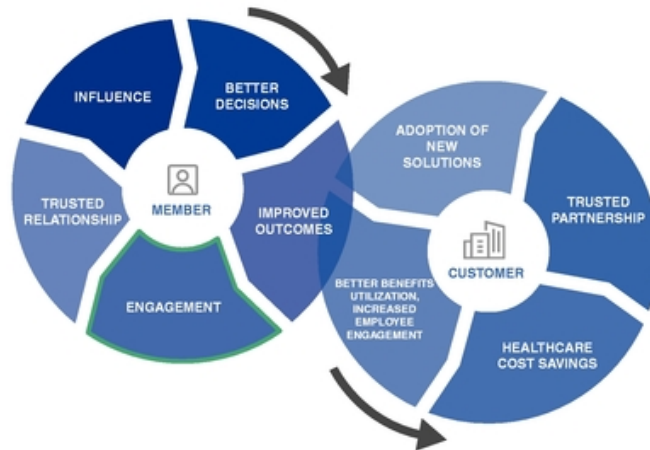 INFLUENCE
BETTER
DECISIONS
TRUSTED
RELATIONSHIP
MEMBER
IMPROVED
OUTCOMES
ENGAGEMENT
ADOPTION OF
NEW
SOLUTIONS
TRUSTED
PARTNERSHIP
CUSTOMER
BETTER BENEFITS
UTILIZATION,
INCREASED
EMPLOYEE
ENGAGEMENT
HEALTHCARE
COST SAVINGS